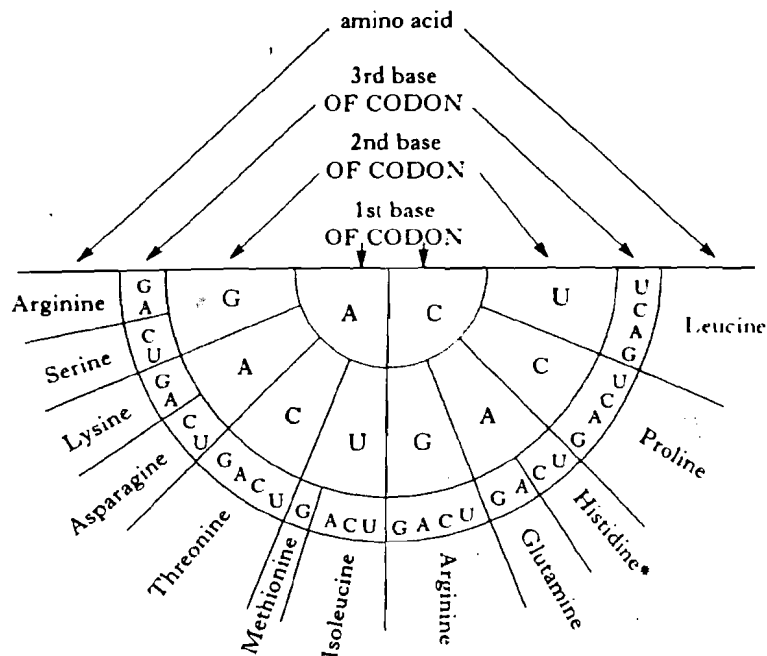 amino acid
3rd base
OF CODON
2nd base
OF CODON
1st base
OF CODON
A C
G A C U G A C U
G A C U G A C U G A C U G A C U G A C U G A C U G A C U G A C U
Arginine
Serine
Lysine
Asparagine
Threonine
Methionine
Isoleucine
Arginine
Glutamine
Histidine*
Proline
Leucine